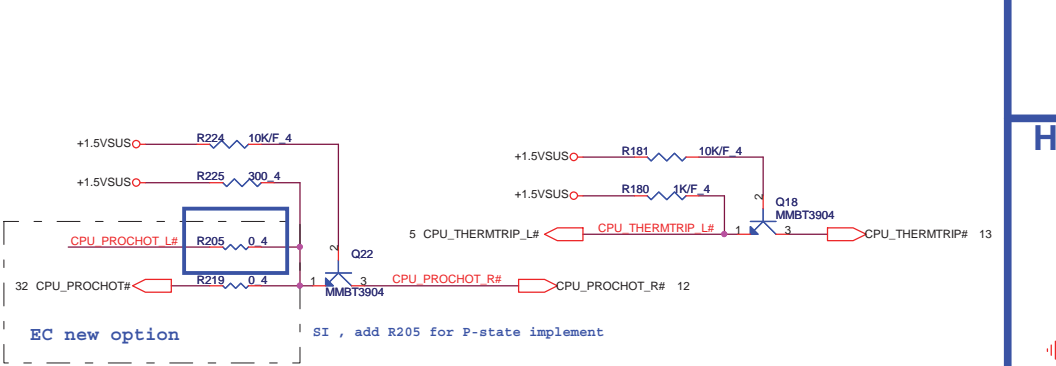 +1.5VSUS R224 10K/F_4
+1.5VSUS R225 300_4
CPU_PROCHOT_L# R205 0_4
32 CPU_PROCHOT# R219 0_4
2
Q22
1 3
MMBT3904
CPU_PROCHOT_R#
CPU_PROCHOT_R# 12
EC new option
SI , add R205 for P-state implement
+1.5VSUS R181 10K/F_4
+1.5VSUS R180 1K/F_4
2
Q18
MMBT3904
5 CPU_THERMTRIP_L# CPU_THERMTRIP_L# 1 3 CPU_THERMTRIP# 13
H